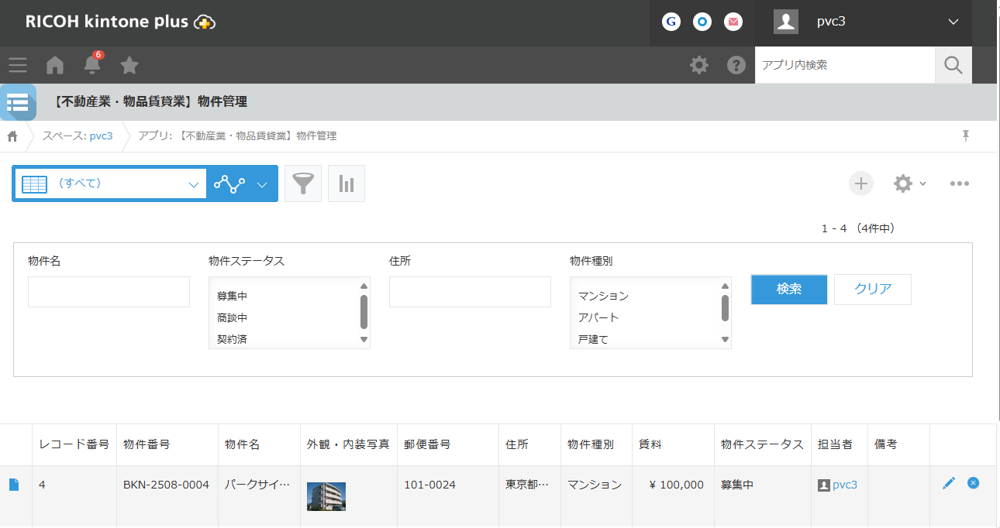 RICOH kintone plus
G
pvc3
6
アプリ内検索
【不動産業・物品賃貸業】物件管理
スペース: pvc3
アプリ: 【不動産業・物品賃貸業】物件管理
(すべて)
1 - 4 (4件中)
物件名 物件ステータス 住所 物件種別
募集中
商談中
契約済
マンション
アパート
戸建て
検索 クリア
レコード番号 物件番号 物件名 外観・内装写真 郵便番号 住所 物件種別 賃料 物件ステータス 担当者 備考
4 BKN-2508-0004 パークサイ… 101-0024 東京都… マンション ¥ 100,000 募集中 pvc3